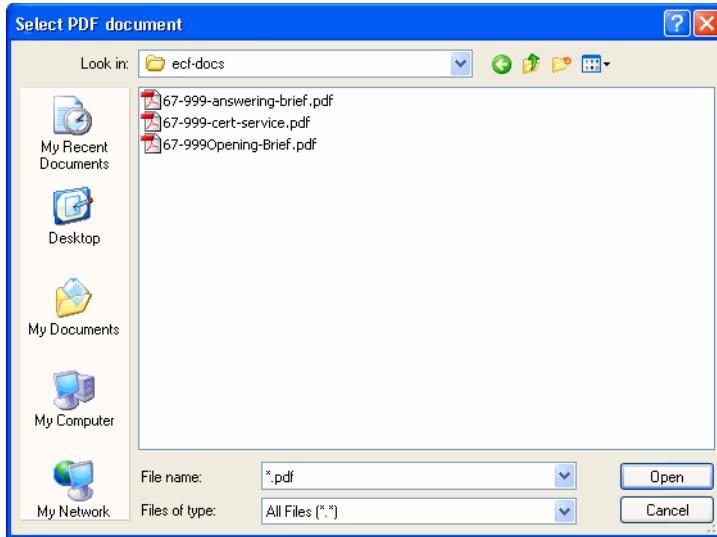 Select PDF document
Look in: ecf-docs
My Recent
Documents
Desktop
My Documents
My Computer
My Network
67-999-answering-brief.pdf
67-999-cert-service.pdf
67-999Opening-Brief.pdf
File name: *.pdf Open
Files of type: All Files (*.*) Cancel